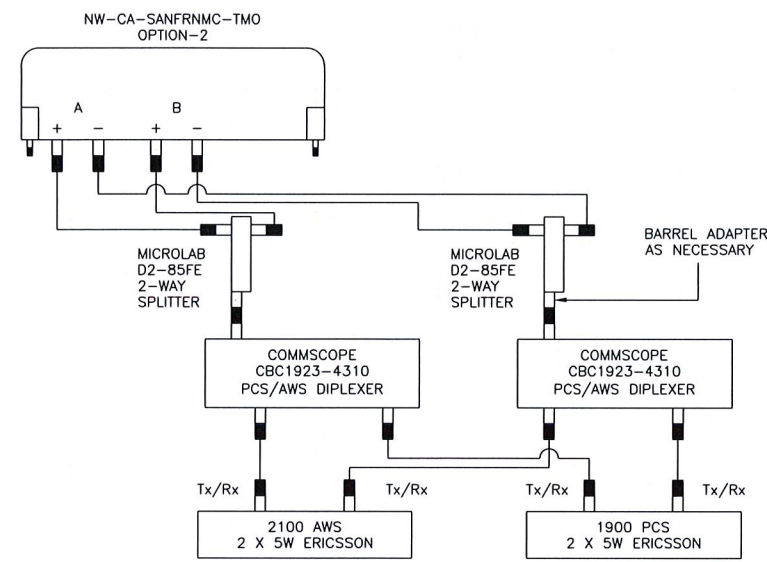 NW-CA-SANFRNMC-TMO
OPTION-2
A
B
+
-
+
-
MICROLAB
D2-85FE
2-WAY
SPLITTER
MICROLAB
D2-85FE
2-WAY
SPLITTER
BARREL ADAPTER
AS NECESSARY
COMMSCOPE
CBC1923-4310
PCS/AWS DIPLEXER
COMMSCOPE
CBC1923-4310
PCS/AWS DIPLEXER
Tx/Rx
Tx/Rx
Tx/Rx
Tx/Rx
2100 AWS
2 X 5W ERICSSON
1900 PCS
2 X 5W ERICSSON